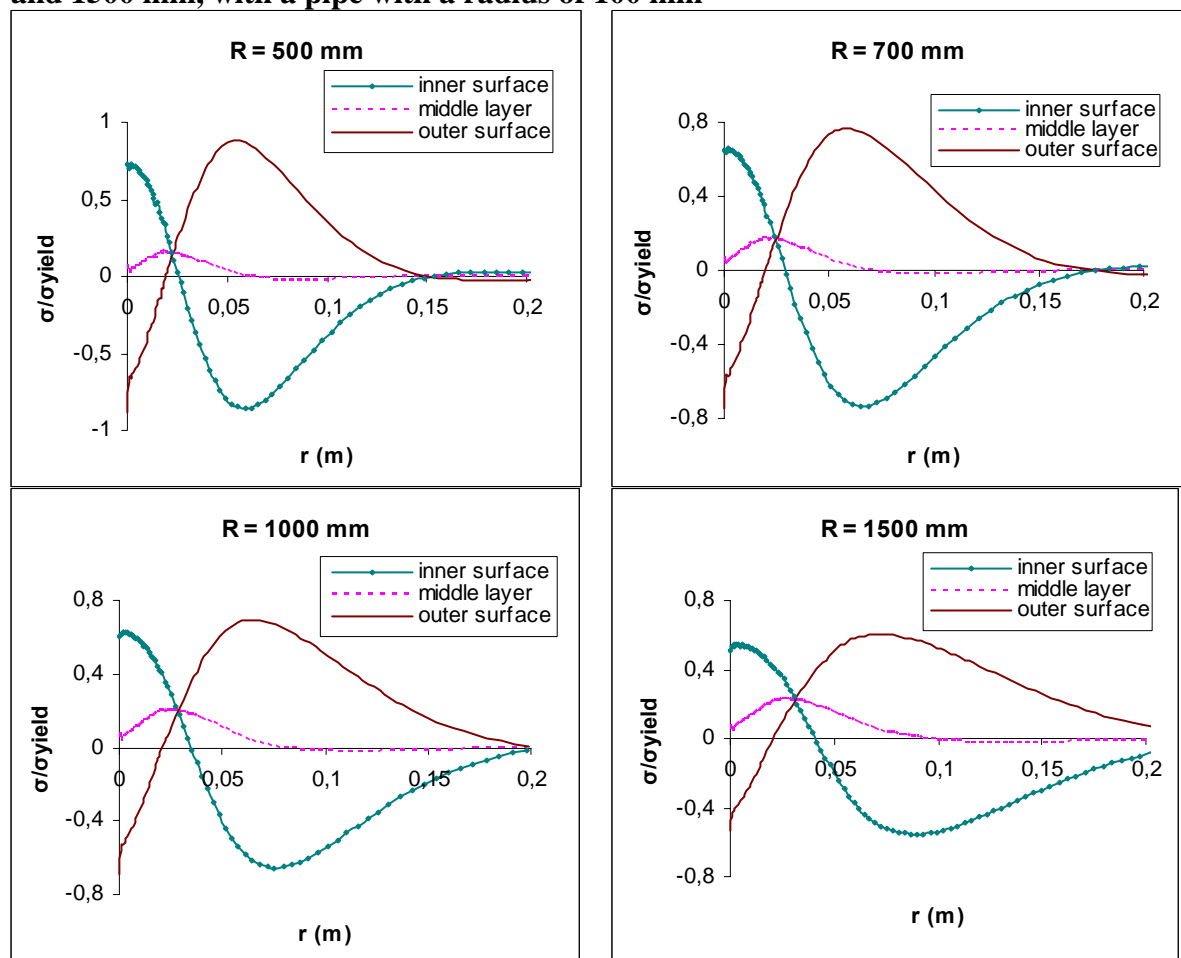 and 1500 mm, with a pipe with a radius of 100 mm
R = 500 mm
inner surface
middle layer
outer surface
1
0,5
0
-0,5
-1
0
0,05
0,1
0,15
0,2
σ/σyield
r (m)
R = 700 mm
inner surface
middle layer
outer surface
0,8
0,4
0
-0,4
-0,8
0
0,05
0,1
0,15
0,2
σ/σyield
r (m)
R = 1000 mm
inner surface
middle layer
outer surface
0,8
0,4
0
-0,4
-0,8
0
0,05
0,1
0,15
0,2
σ/σyield
r (m)
R = 1500 mm
inner surface
middle layer
outer surface
0,8
0,4
0
-0,4
-0,8
0
0,05
0,1
0,15
0,2
σ/σyield
r (m)